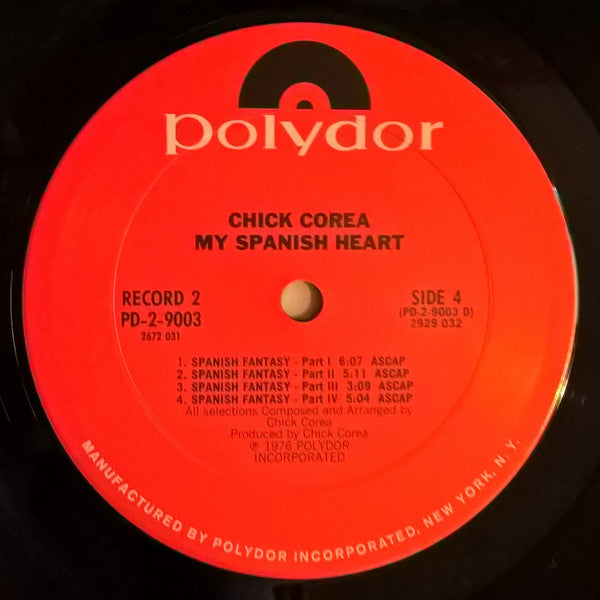 polydor
CHICK COREA
MY SPANISH HEART
RECORD 2
PD-2-9003
2672 031
SIDE 4
(PD-2-9003 D)
2929 032
1. SPANISH FANTASY - Part I 6:07 ASCAP
2. SPANISH FANTASY - Part II 5:11 ASCAP
3. SPANISH FANTASY - Part III 3:09 ASCAP
4. SPANISH FANTASY - Part IV 5:04 ASCAP
All selections Composed and Arranged by
Chick Corea
Produced by Chick Corea
℗ 1976 POLYDOR
INCORPORATED
MANUFACTURED BY POLYDOR INCORPORATED, NEW YORK, N.Y.